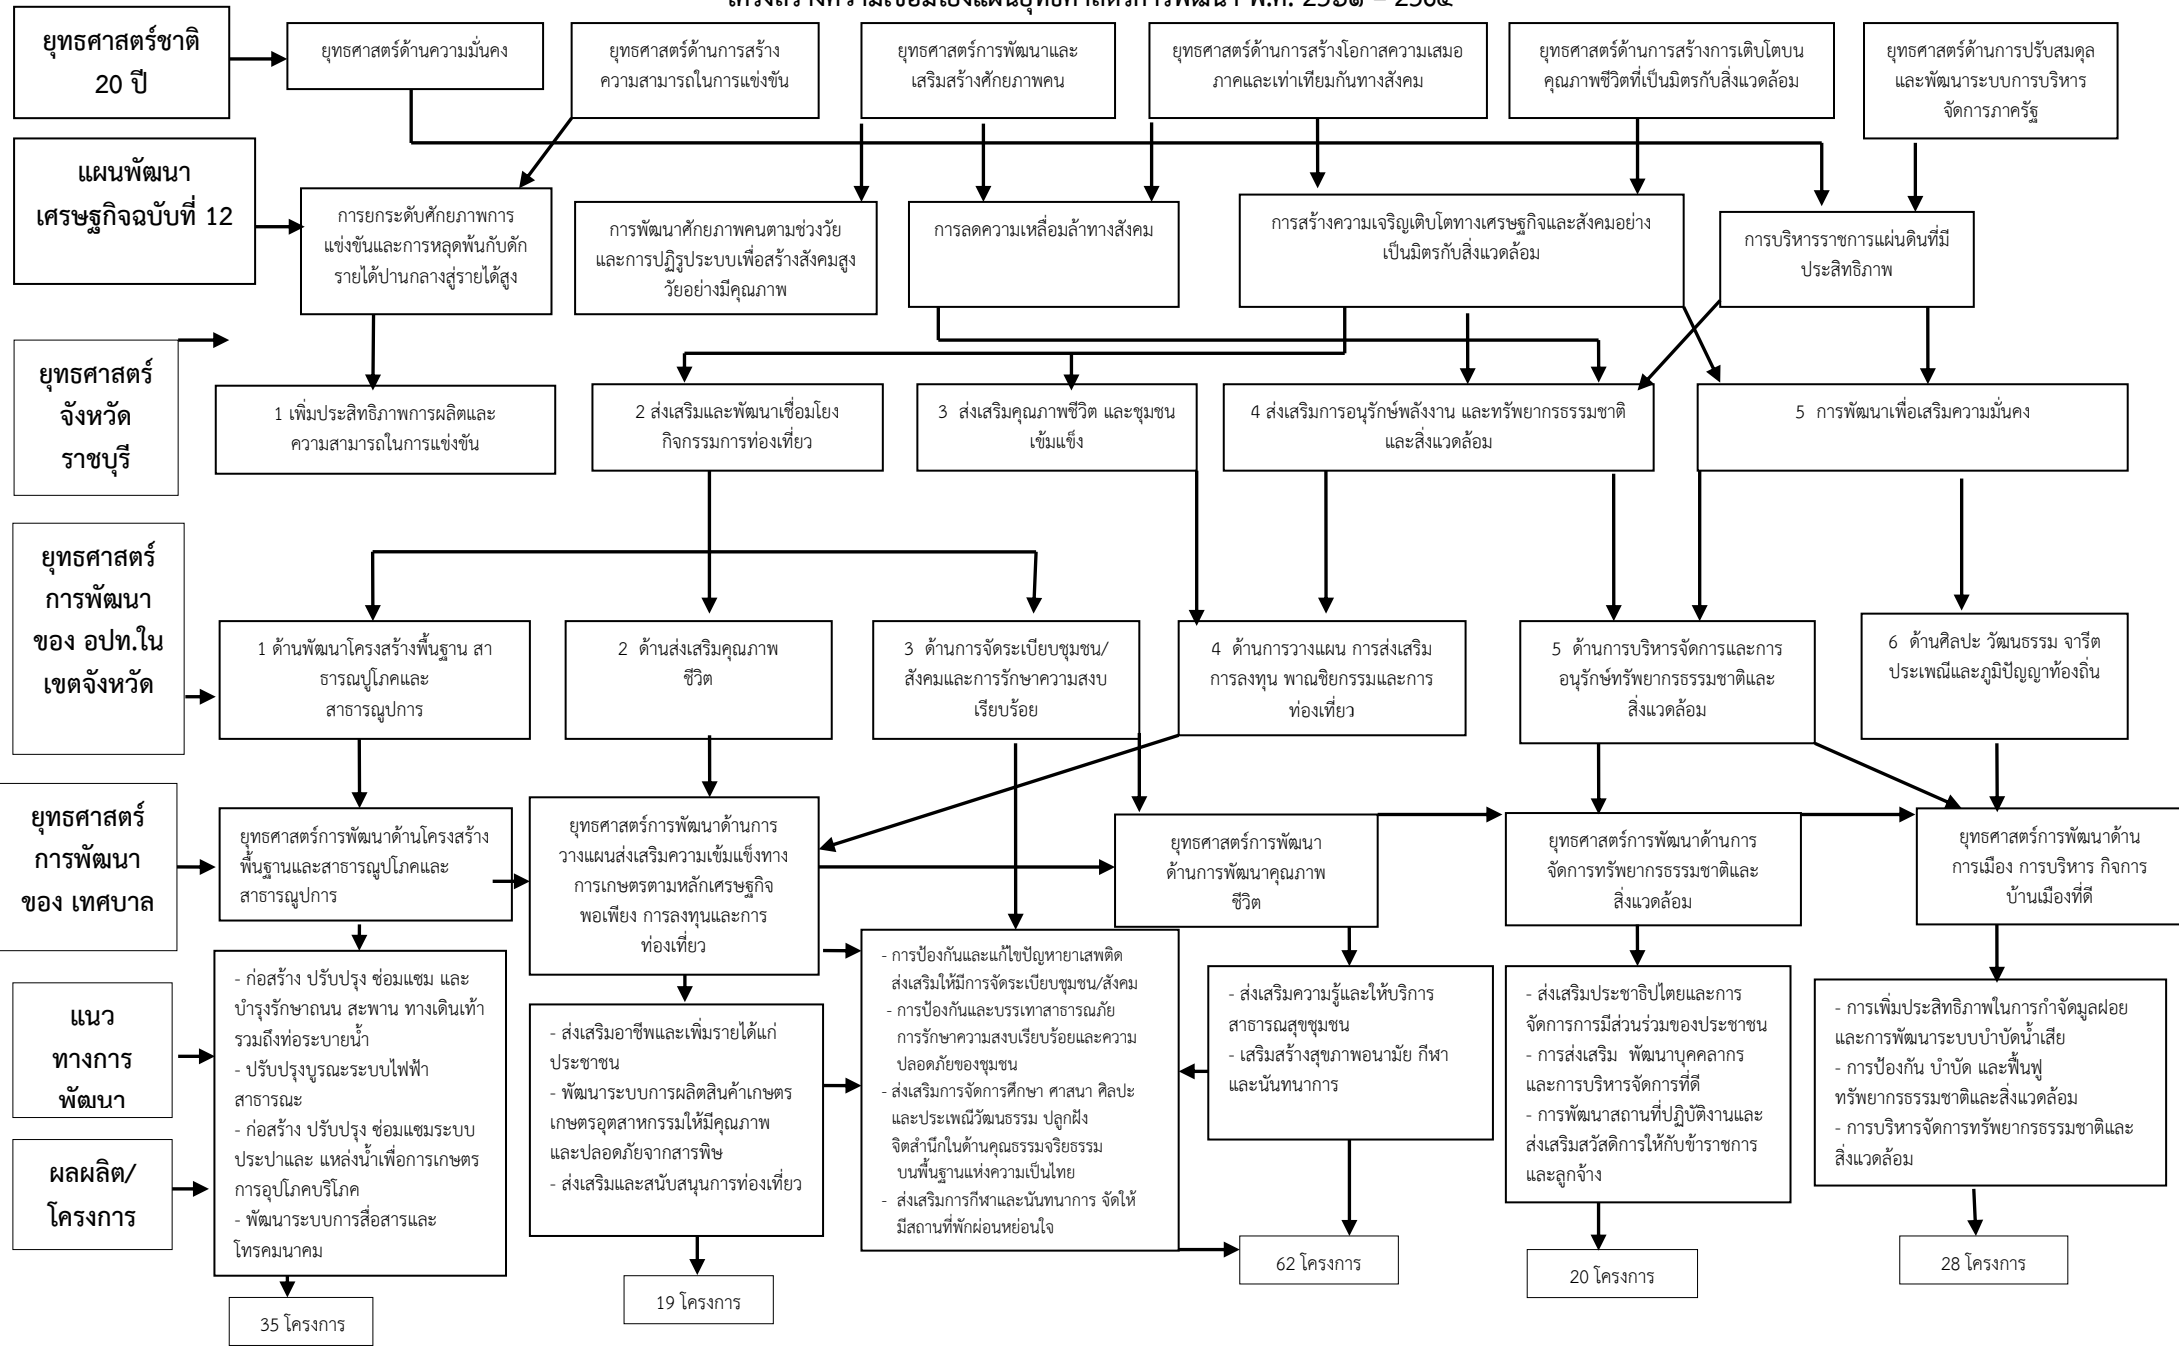 โครงสร้างความเชื่อมโยงแผนยุทธศาสตร์การพัฒนา พ.ศ. 25๖๑ – 25๖๔
ยุทธศาสตร์ชาติ
20 ปี
ยุทธศาสตร์ด้านความมั่นคง
ยุทธศาสตร์ด้านการสร้าง
ความสามารถในการแข่งขัน
ยุทธศาสตร์การพัฒนาและ
เสริมสร้างศักยภาพคน
ยุทธศาสตร์ด้านการสร้างโอกาสความเสมอ
ภาคและเท่าเทียมกันทางสังคม
ยุทธศาสตร์ด้านการสร้างการเติบโตบน
คุณภาพชีวิตที่เป็นมิตรกับสิ่งแวดล้อม
ยุทธศาสตร์ด้านการปรับสมดุล
และพัฒนาระบบการบริหาร
จัดการภาครัฐ
แผนพัฒนา
เศรษฐกิจฉบับที่ 12
การยกระดับศักยภาพการ
แข่งขันและการหลุดพ้นกับดัก
รายได้ปานกลางสู่รายได้สูง
การพัฒนาศักยภาพคนตามช่วงวัย
และการปฏิรูประบบเพื่อสร้างสังคมสูง
วัยอย่างมีคุณภาพ
การลดความเหลื่อมล้ำทางสังคม
การสร้างความเจริญเติบโตทางเศรษฐกิจและสังคมอย่าง
เป็นมิตรกับสิ่งแวดล้อม
การบริหารราชการแผ่นดินที่มี
ประสิทธิภาพ
ยุทธศาสตร์
จังหวัด
ราชบุรี
1 เพิ่มประสิทธิภาพการผลิตและ
ความสามารถในการแข่งขัน
2 ส่งเสริมและพัฒนาเชื่อมโยง
กิจกรรมการท่องเที่ยว
3 ส่งเสริมคุณภาพชีวิต และชุมชน
เข้มแข็ง
4 ส่งเสริมการอนุรักษ์พลังงาน และทรัพยากรธรรมชาติ
และสิ่งแวดล้อม
5 การพัฒนาเพื่อเสริมความมั่นคง
ยุทธศาสตร์
การพัฒนา
ของ อปท.ใน
เขตจังหวัด
1 ด้านพัฒนาโครงสร้างพื้นฐาน สา
ธารณปูโภคและ
สาธารณูปการ
2 ด้านส่งเสริมคุณภาพ
ชีวิต
3 ด้านการจัดระเบียบชุมชน/
สังคมและการรักษาความสงบ
เรียบร้อย
4 ด้านการวางแผน การส่งเสริม
การลงทุน พาณชิยกรรมและการ
ท่องเที่ยว
5 ด้านการบริหารจัดการและการ
อนุรักษ์ทรัพยากรธรรมชาติและ
สิ่งแวดล้อม
6 ด้านศิลปะ วัฒนธรรม จารีต
ประเพณีและภูมิปัญญาท้องถิ่น
ยุทธศาสตร์
การพัฒนา
ของ เทศบาล
ยุทธศาสตร์การพัฒนาด้านโครงสร้าง
พื้นฐานและสาธารณูปโภคและ
สาธารณูปการ
ยุทธศาสตร์การพัฒนาด้านการ
วางแผนส่งเสริมความเข้มแข็งทาง
การเกษตรตามหลักเศรษฐกิจ
พอเพียง การลงทุนและการ
ท่องเที่ยว
ยุทธศาสตร์การพัฒนา
ด้านการพัฒนาคุณภาพ
ชีวิต
ยุทธศาสตร์การพัฒนาด้านการ
จัดการทรัพยากรธรรมชาติและ
สิ่งแวดล้อม
ยุทธศาสตร์การพัฒนาด้าน
การเมือง การบริหาร กิจการ
บ้านเมืองที่ดี
แนว
ทางการ
พัฒนา
- ก่อสร้าง ปรับปรุง ซ่อมแซม และ
บำรุงรักษาถนน สะพาน ทางเดินเท้า
รวมถึงท่อระบายน้ำ
- ปรับปรุงบูรณะระบบไฟฟ้า
สาธารณะ
- ก่อสร้าง ปรับปรุง ซ่อมแซมระบบ
ประปาและ แหล่งน้ำเพื่อการเกษตร
การอุปโภคบริโภค
- พัฒนาระบบการสื่อสารและ
โทรคมนาคม
- ส่งเสริมอาชีพและเพิ่มรายได้แก่
ประชาชน
- พัฒนาระบบการผลิตสินค้าเกษตร
เกษตรอุตสาหกรรมให้มีคุณภาพ
และปลอดภัยจากสารพิษ
- ส่งเสริมและสนับสนุนการท่องเที่ยว
- การป้องกันและแก้ไขปัญหายาเสพติด
ส่งเสริมให้มีการจัดระเบียบชุมชน/สังคม
- การป้องกันและบรรเทาสาธารณภัย
การรักษาความสงบเรียบร้อยและความ
ปลอดภัยของชุมชน
- ส่งเสริมการจัดการศึกษา ศาสนา ศิลปะ
และประเพณีวัฒนธรรม ปลูกฝัง
จิตสำนึกในด้านคุณธรรมจริยธรรม
บนพื้นฐานแห่งความเป็นไทย
- ส่งเสริมการกีฬาและนันทนาการ จัดให้
มีสถานที่พักผ่อนหย่อนใจ
- ส่งเสริมความรู้และให้บริการ
สาธารณสุขชุมชน
- เสริมสร้างสุขภาพอนามัย กีฬา
และนันทนาการ
- ส่งเสริมประชาธิปไตยและการ
จัดการการมีส่วนร่วมของประชาชน
- การส่งเสริม พัฒนาบุคคลากร
และการบริหารจัดการที่ดี
- การพัฒนาสถานที่ปฏิบัติงานและ
ส่งเสริมสวัสดิการให้กับข้าราชการ
และลูกจ้าง
- การเพิ่มประสิทธิภาพในการกำจัดมูลฝอย
และการพัฒนาระบบบำบัดน้ำเสีย
- การป้องกัน บำบัด และฟื้นฟู
ทรัพยากรธรรมชาติและสิ่งแวดล้อม
- การบริหารจัดการทรัพยากรธรรมชาติและ
สิ่งแวดล้อม
ผลผลิต/
โครงการ
35 โครงการ
19 โครงการ
62 โครงการ
20 โครงการ
28 โครงการ